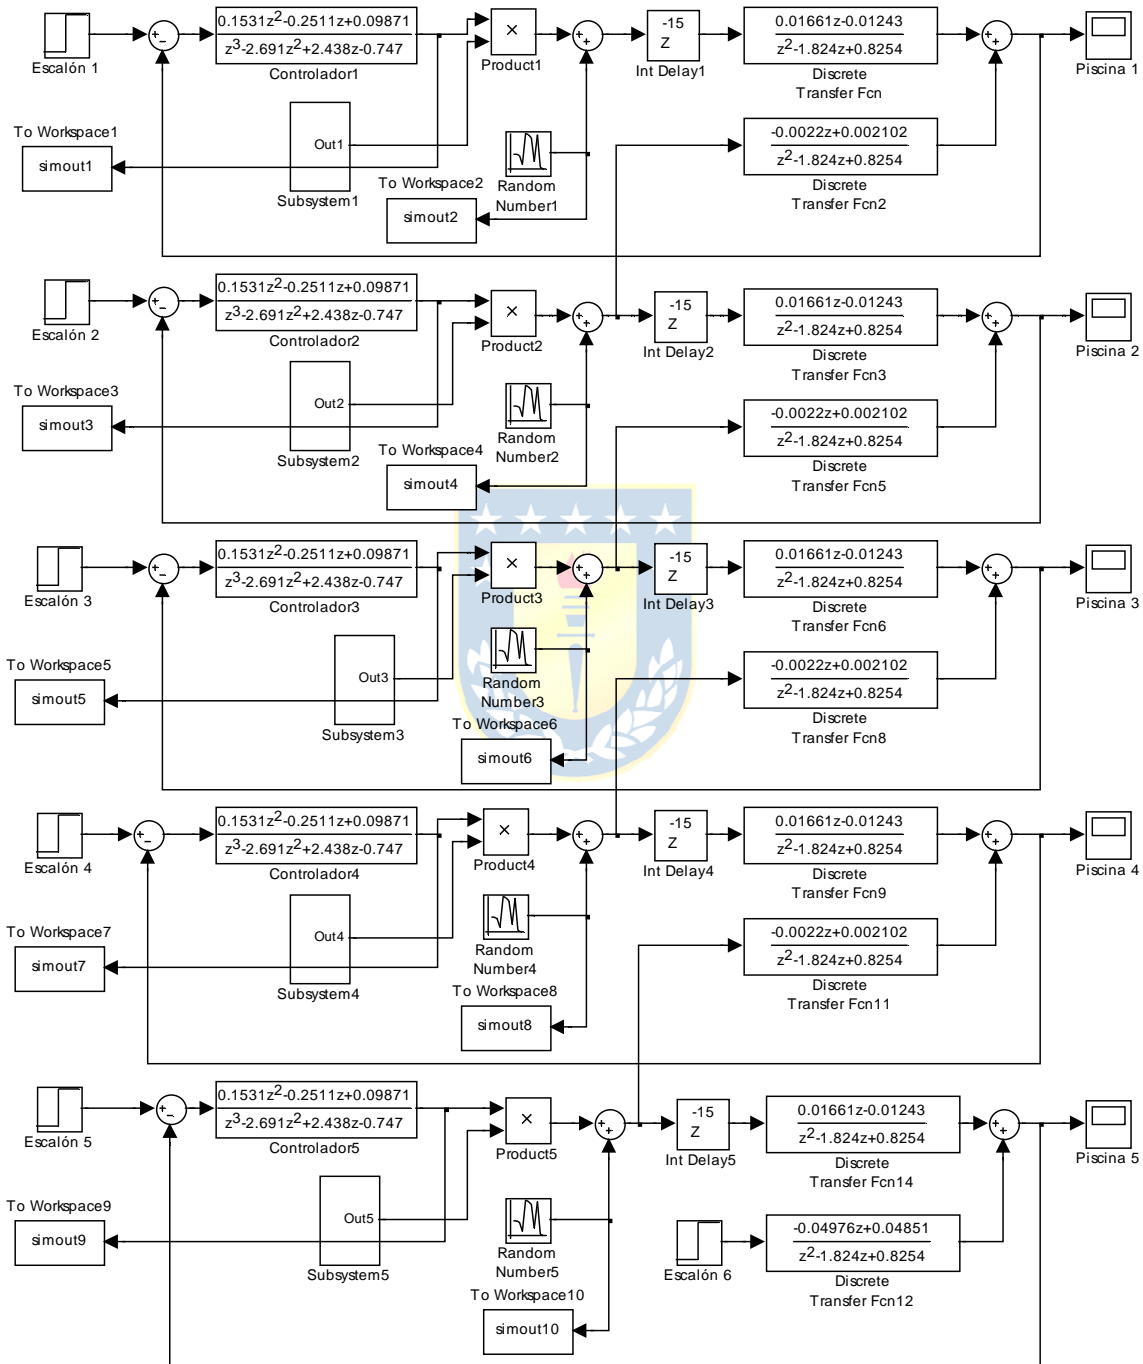 Escalón 1
+
−
0.1531z2-0.2511z+0.09871
z3-2.691z2+2.438z-0.747
Controlador1
×
Product1
+
+
-15
Z
Int Delay1
0.01661z-0.01243
z2-1.824z+0.8254
Discrete
Transfer Fcn
+
+
Piscina 1
To Workspace1
simout1
Out1
Subsystem1
To Workspace2
simout2
Random
Number1
-0.0022z+0.002102
z2-1.824z+0.8254
Discrete
Transfer Fcn2
Escalón 2
+
−
0.1531z2-0.2511z+0.09871
z3-2.691z2+2.438z-0.747
Controlador2
×
Product2
+
+
-15
Z
Int Delay2
0.01661z-0.01243
z2-1.824z+0.8254
Discrete
Transfer Fcn3
+
+
Piscina 2
To Workspace3
simout3
Out2
Subsystem2
To Workspace4
simout4
Random
Number2
-0.0022z+0.002102
z2-1.824z+0.8254
Discrete
Transfer Fcn5
Escalón 3
+
−
0.1531z2-0.2511z+0.09871
z3-2.691z2+2.438z-0.747
Controlador3
×
Product3
+
+
-15
Z
Int Delay3
0.01661z-0.01243
z2-1.824z+0.8254
Discrete
Transfer Fcn6
+
+
Piscina 3
To Workspace5
simout5
Out3
Subsystem3
Random
Number3
To Workspace6
simout6
-0.0022z+0.002102
z2-1.824z+0.8254
Discrete
Transfer Fcn8
Escalón 4
+
−
0.1531z2-0.2511z+0.09871
z3-2.691z2+2.438z-0.747
Controlador4
×
Product4
+
+
-15
Z
Int Delay4
0.01661z-0.01243
z2-1.824z+0.8254
Discrete
Transfer Fcn9
+
+
Piscina 4
To Workspace7
simout7
Out4
Subsystem4
Random
Number4
To Workspace8
simout8
-0.0022z+0.002102
z2-1.824z+0.8254
Discrete
Transfer Fcn11
Escalón 5
+
−
0.1531z2-0.2511z+0.09871
z3-2.691z2+2.438z-0.747
Controlador5
×
Product5
+
+
-15
Z
Int Delay5
0.01661z-0.01243
z2-1.824z+0.8254
Discrete
Transfer Fcn14
+
+
Piscina 5
To Workspace9
simout9
Out5
Subsystem5
Random
Number5
To Workspace10
simout10
Escalón 6
-0.04976z+0.04851
z2-1.824z+0.8254
Discrete
Transfer Fcn12